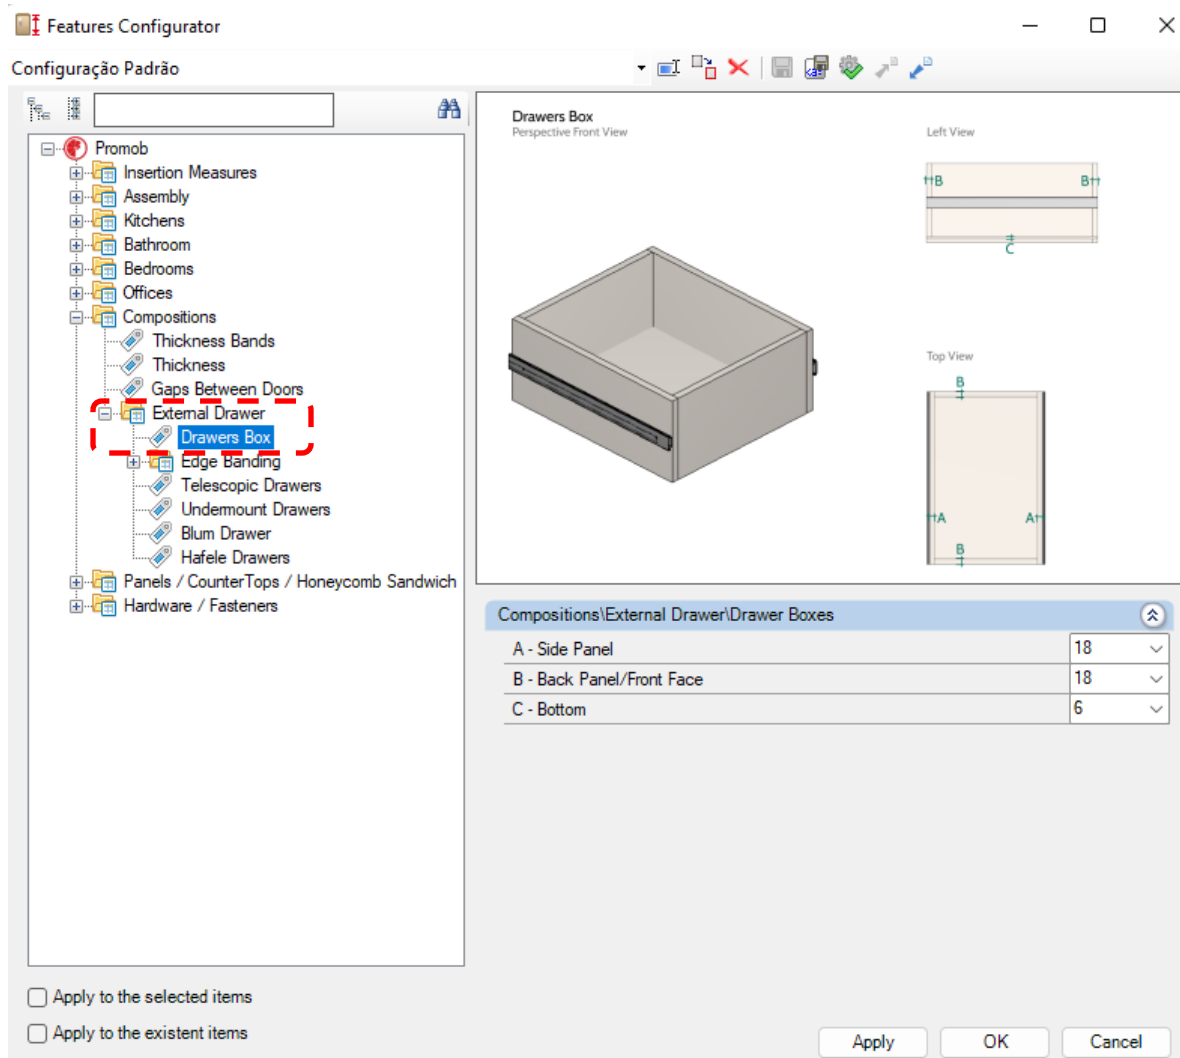 Features Configurator
Configuração Padrão
Promob
Insertion Measures
Assembly
Kitchens
Bathroom
Bedrooms
Offices
Compositions
Thickness Bands
Thickness
Gaps Between Doors
External Drawer
Drawers Box
Edge Banding
Telescopic Drawers
Undermount Drawers
Blum Drawer
Hafele Drawers
Panels / CounterTops / Honeycomb Sandwich
Hardware / Fasteners
Drawers Box
Perspective Front View
Left View
B B
C
Top View
B
A A
B
Compositions\External Drawer\Drawer Boxes
A - Side Panel 18
B - Back Panel/Front Face 18
C - Bottom 6
Apply to the selected items
Apply to the existent items
Apply OK Cancel